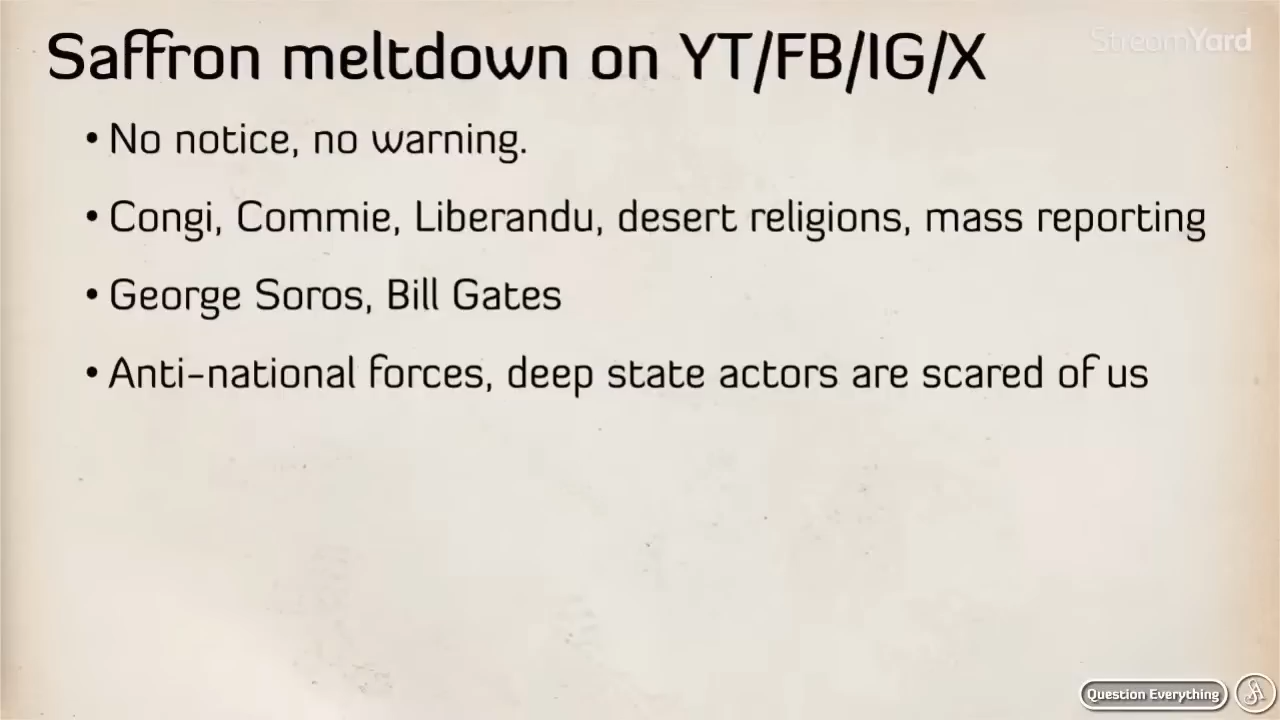 Saffron meltdown on YT/FB/IG/X
StreamYard
• No notice, no warning.
• Congi, Commie, Liberandu, desert religions, mass reporting
• George Soros, Bill Gates
• Anti-national forces, deep state actors are scared of us
Question Everything